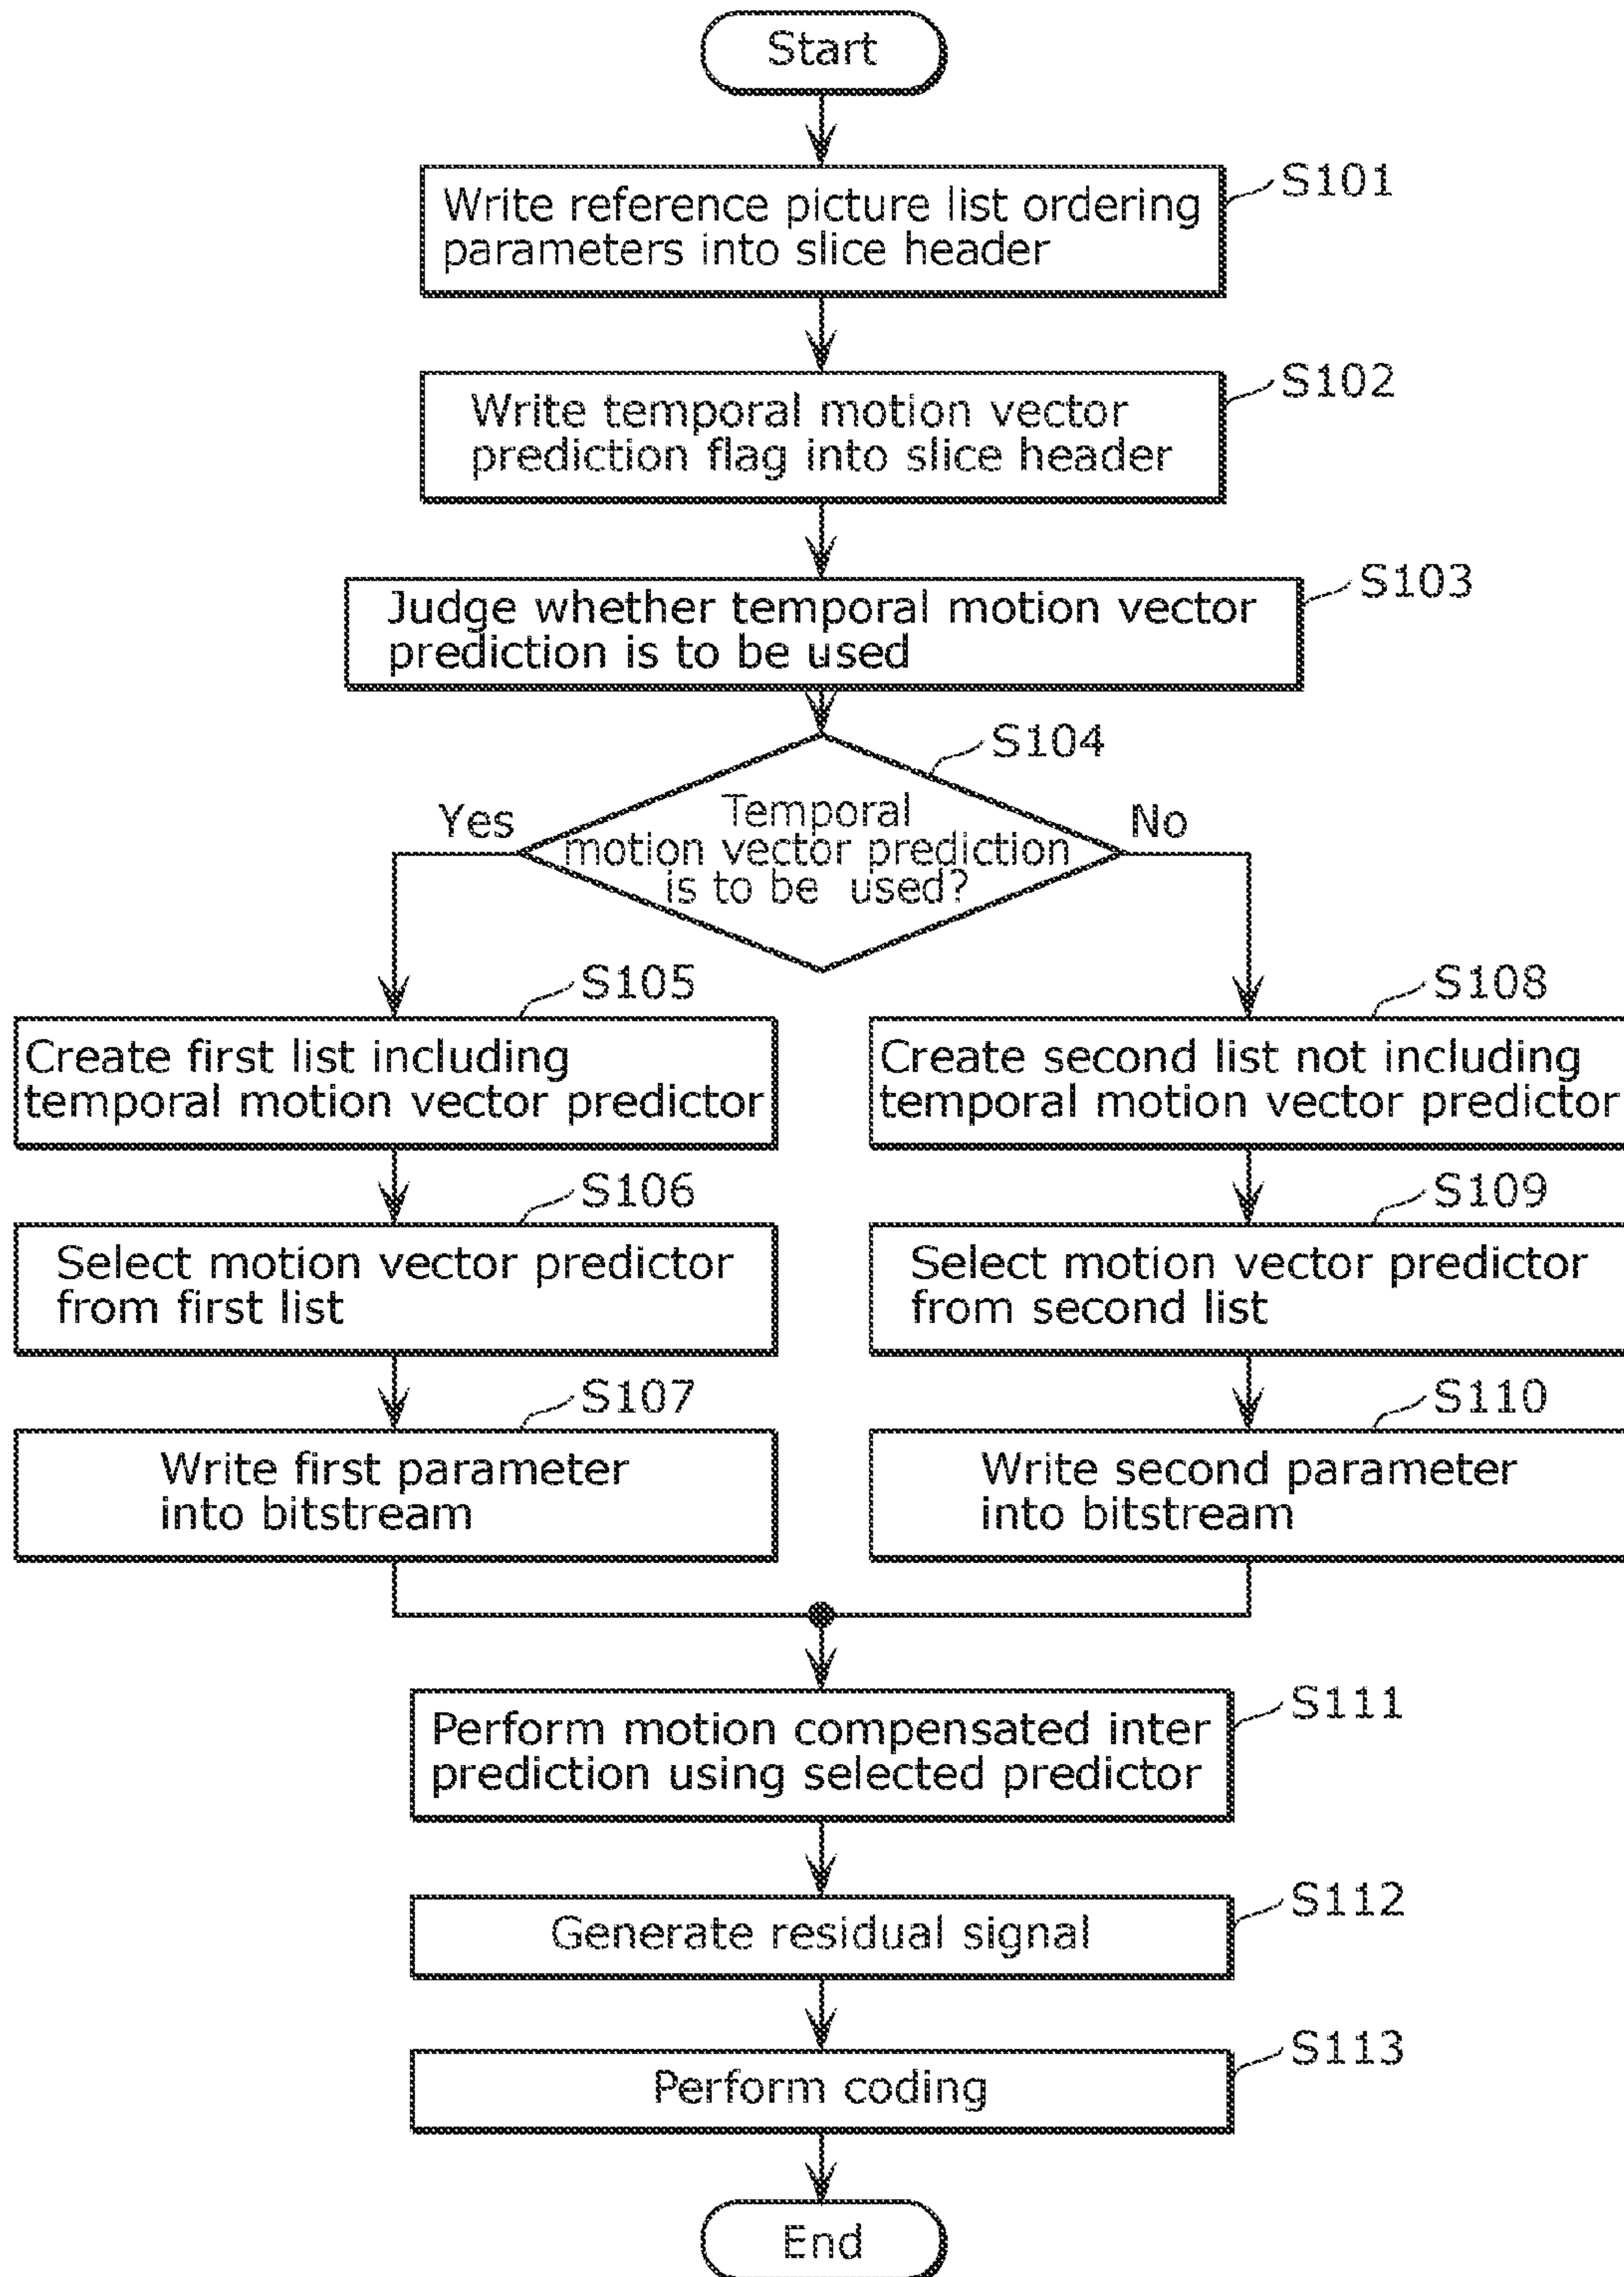 Start
Write reference picture list ordering
parameters into slice header
S101
Write temporal motion vector
prediction flag into slice header
S102
Judge whether temporal motion vector
prediction is to be used
S103
S104
Temporal
motion vector prediction
is to be used?
Yes
No
S105
Create first list including
temporal motion vector predictor
S106
Select motion vector predictor
from first list
S107
Write first parameter
into bitstream
S108
Create second list not including
temporal motion vector predictor
S109
Select motion vector predictor
from second list
S110
Write second parameter
into bitstream
S111
Perform motion compensated inter
prediction using selected predictor
S112
Generate residual signal
S113
Perform coding
End